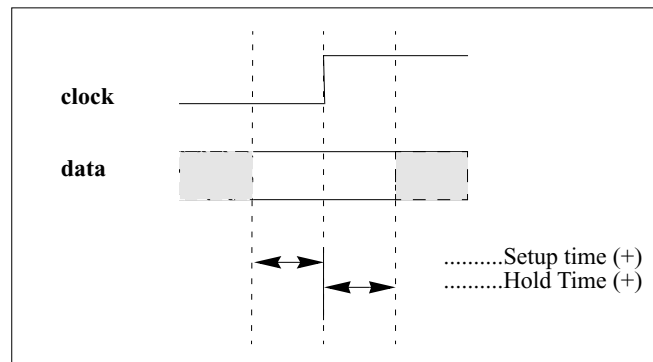 clock
data
..........Setup time (+)
..........Hold Time (+)